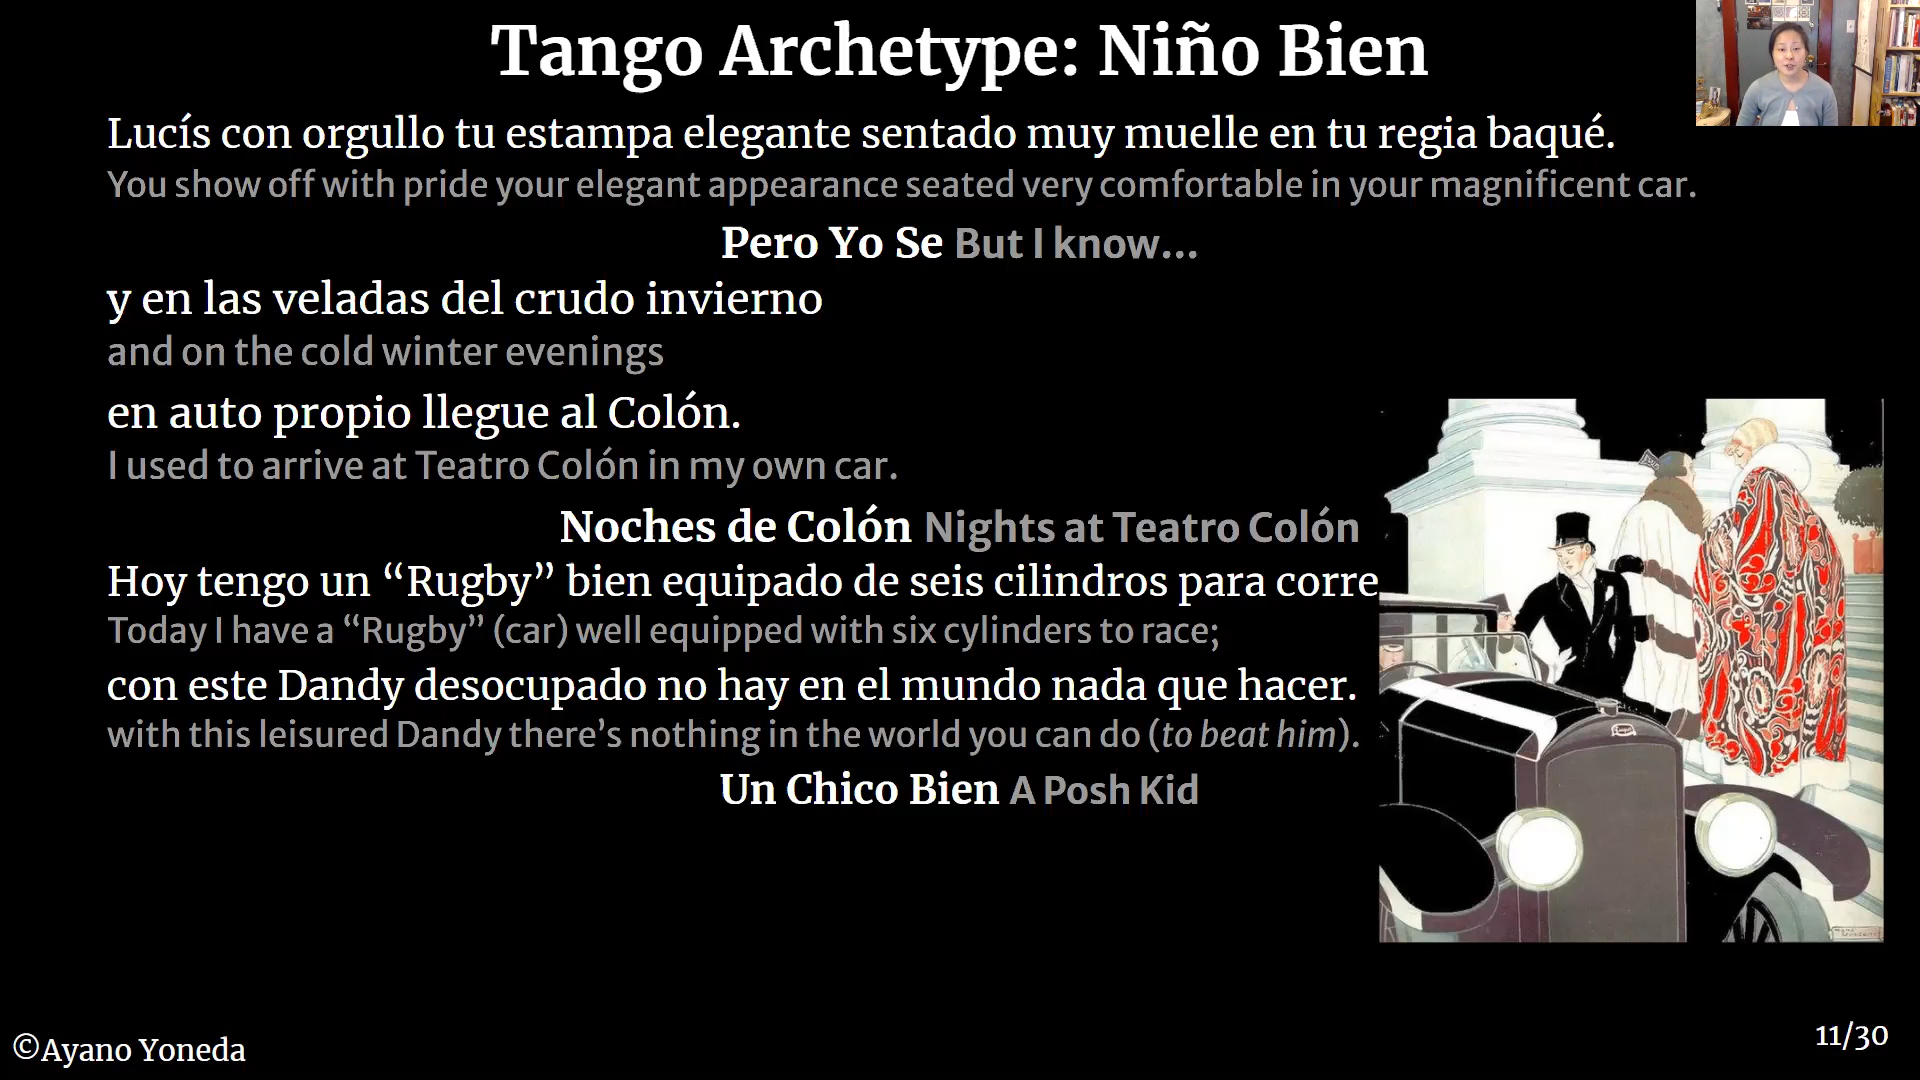 Tango Archetype: Niño Bien
Lucís con orgullo tu estampa elegante sentado muy muelle en tu regia baqué.
You show off with pride your elegant appearance seated very comfortable in your magnificent car.
Pero Yo Se But I know...
y en las veladas del crudo invierno
and on the cold winter evenings
en auto propio llegue al Colón.
I used to arrive at Teatro Colón in my own car.
Noches de Colón Nights at Teatro Colón
Hoy tengo un “Rugby” bien equipado de seis cilindros para corre
Today I have a “Rugby” (car) well equipped with six cylinders to race;
con este Dandy desocupado no hay en el mundo nada que hacer.
with this leisured Dandy there’s nothing in the world you can do (to beat him).
Un Chico Bien A Posh Kid
©Ayano Yoneda
11/30